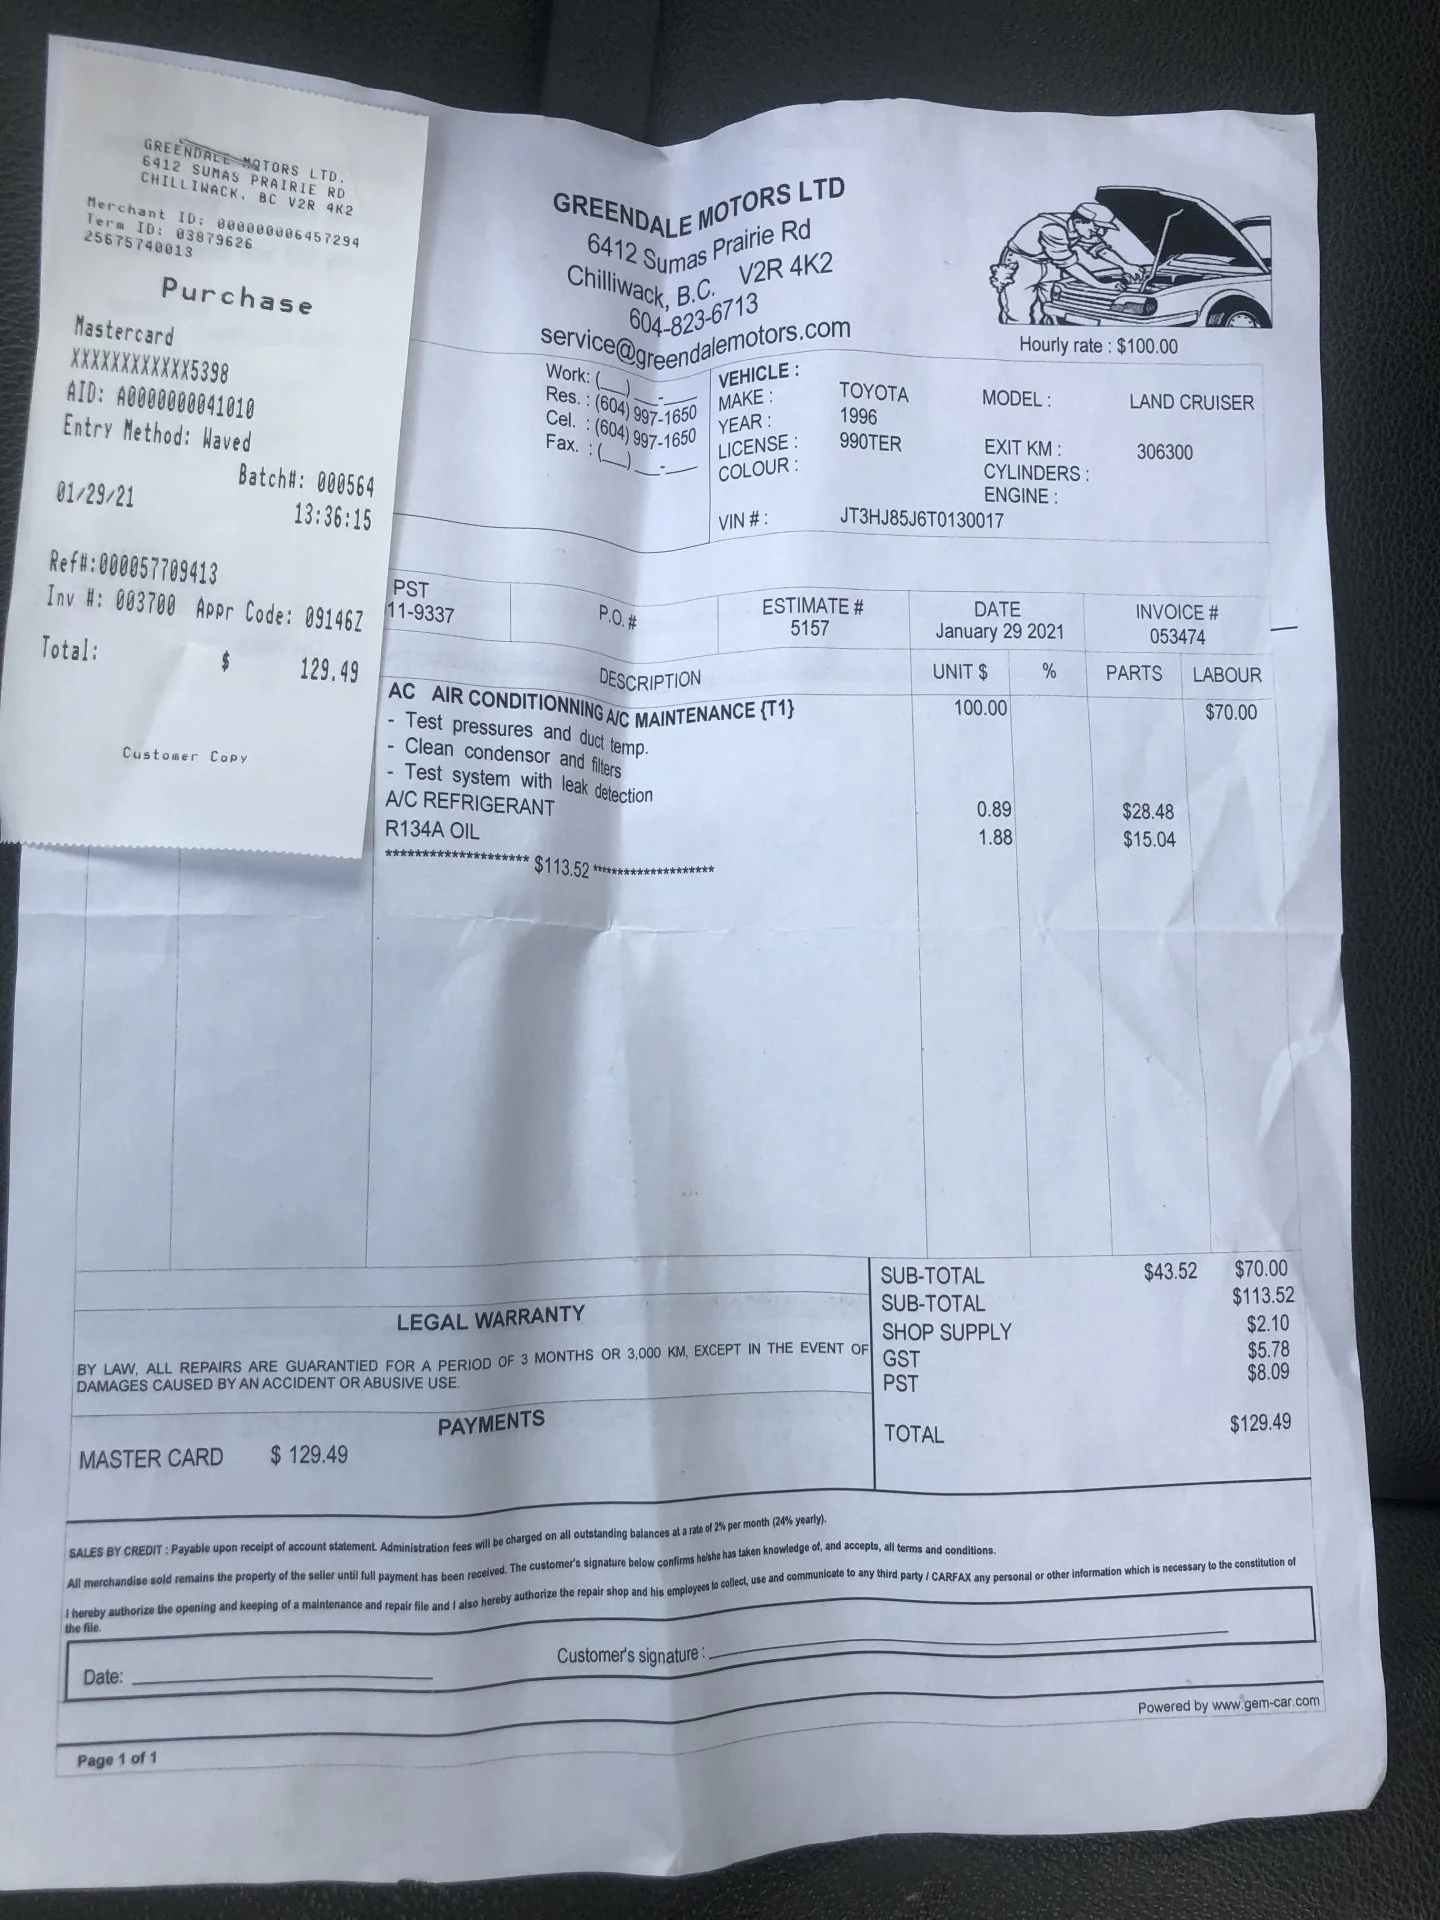 GREENDALE MOTORS LTD.
6412 SUMAS PRAIRIE RD
CHILLIWACK, BC V2R 4K2
Merchant ID: 000000006457294
Term ID: 03879626
25675740013
Purchase
Mastercard
XXXXXXXXXXXX5398
AID: A0000000041010
Entry Method: Waved
Batch#: 000564
01/29/21 13:36:15
Ref#:000057709413
Inv #: 003700 Appr Code: 09146Z
Total: $ 129.49
Customer Copy
GREENDALE MOTORS LTD
6412 Sumas Prairie Rd
Chilliwack, B.C. V2R 4K2
604-823-6713
service@greendalemotors.com
Hourly rate : $100.00
Work: (__) __-____
Res. : (604) 997-1650
Cel. : (604) 997-1650
Fax. : (__) __-____
VEHICLE :
MAKE : TOYOTA MODEL : LAND CRUISER
YEAR : 1996
LICENSE : 990TER EXIT KM : 306300
COLOUR : CYLINDERS :
ENGINE :
VIN # : JT3HJ85J6T0130017
PST P.O.# ESTIMATE # DATE INVOICE #
11-9337 5157 January 29 2021 053474
DESCRIPTION UNIT $ % PARTS LABOUR
AC AIR CONDITIONNING A/C MAINTENANCE {T1} 100.00 $70.00
- Test pressures and duct temp.
- Clean condensor and filters
- Test system with leak detection
A/C REFRIGERANT 0.89 $28.48
R134A OIL 1.88 $15.04
******************** $113.52 ********************
SUB-TOTAL $43.52 $70.00
SUB-TOTAL $113.52
SHOP SUPPLY $2.10
GST $5.78
PST $8.09
TOTAL $129.49
LEGAL WARRANTY
BY LAW, ALL REPAIRS ARE GUARANTIED FOR A PERIOD OF 3 MONTHS OR 3,000 KM, EXCEPT IN THE EVENT OF
DAMAGES CAUSED BY AN ACCIDENT OR ABUSIVE USE.
PAYMENTS
MASTER CARD $ 129.49
SALES BY CREDIT : Payable upon receipt of account statement. Administration fees will be charged on all outstanding balances at a rate of 2% per month (24% yearly).
All merchandise sold remains the property of the seller until full payment has been received. The customer's signature below confirms he/she has taken knowledge of, and accepts, all terms and conditions.
I hereby authorize the opening and keeping of a maintenance and repair file and I also hereby authorize the repair shop and his employees to collect, use and communicate to any third party / CARFAX any personal or other information which is necessary to the constitution of
the file.
Date: Customer's signature :
Powered by www.gem-car.com
Page 1 of 1